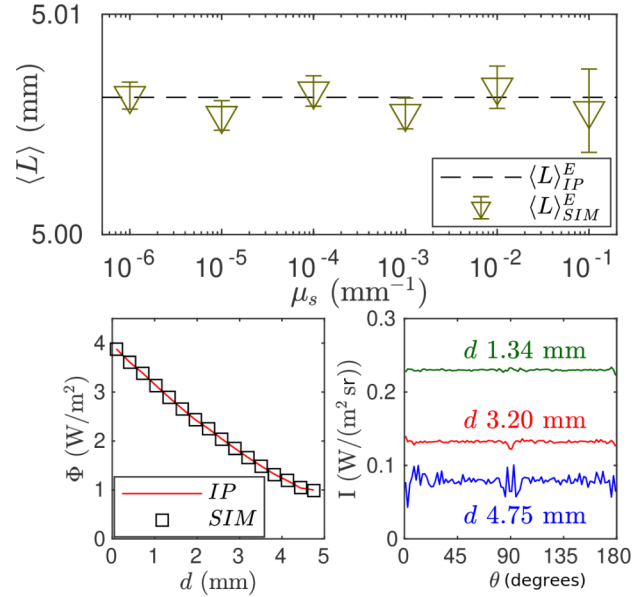 5.01
5.00
⟨L⟩ (mm)
⟨L⟩ᴱ_IP
⟨L⟩ᴱ_SIM
10⁻⁶ 10⁻⁵ 10⁻⁴ 10⁻³ 10⁻² 10⁻¹
μₛ (mm⁻¹)
4
3
2
1
0
Φ (W/m²)
IP
SIM
0 1 2 3 4 5
d (mm)
0.3
0.2
0.1
0
I (W/(m² sr))
d 1.34 mm
d 3.20 mm
d 4.75 mm
0 45 90 135 180
θ (degrees)